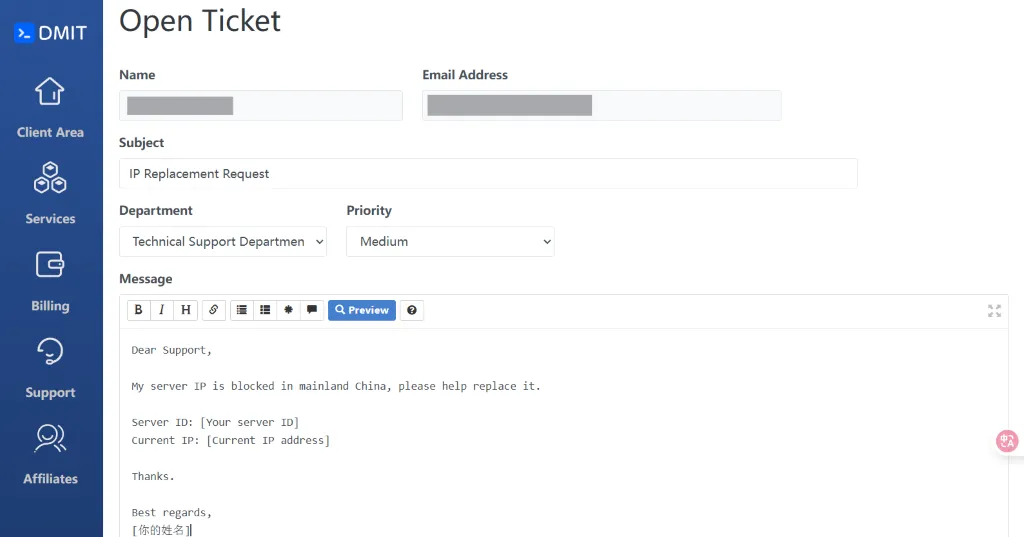 DMIT
Client Area
Services
Billing
Support
Affiliates
Open Ticket
Name
Email Address
Subject
IP Replacement Request
Department
Priority
Technical Support Departmen
Medium
Message
B I H Preview
Dear Support,
My server IP is blocked in mainland China, please help replace it.
Server ID: [Your server ID]
Current IP: [Current IP address]
Thanks.
Best regards,
[你的姓名]